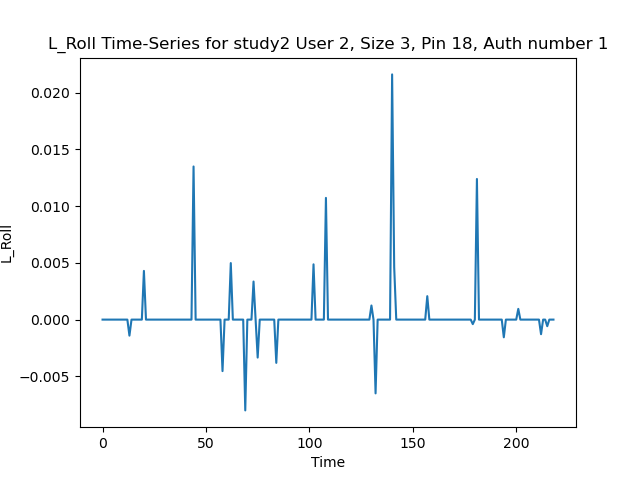 L_Roll Time-Series for study2 User 2, Size 3, Pin 18, Auth number 1
0.020
0.015
0.010
0.005
0.000
−0.005
L_Roll
0 50 100 150 200
Time